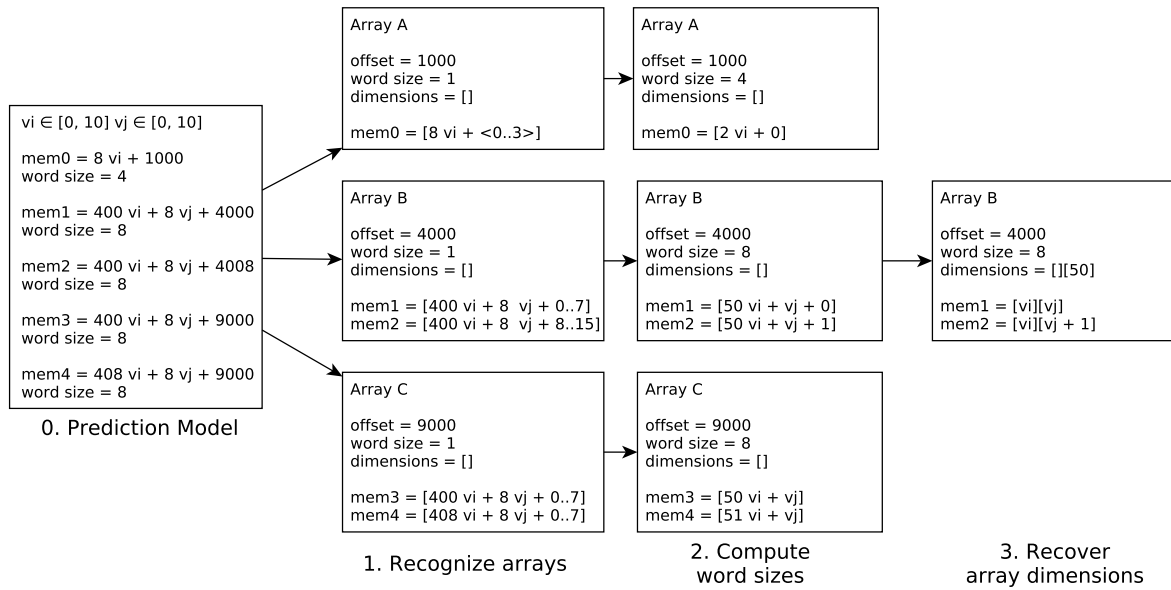 vi ∈ [0, 10] vj ∈ [0, 10]
mem0 = 8 vi + 1000
word size = 4
mem1 = 400 vi + 8 vj + 4000
word size = 8
mem2 = 400 vi + 8 vj + 4008
word size = 8
mem3 = 400 vi + 8 vj + 9000
word size = 8
mem4 = 408 vi + 8 vj + 9000
word size = 8
0. Prediction Model
Array A
offset = 1000
word size = 1
dimensions = []
mem0 = [8 vi + <0..3>]
Array B
offset = 4000
word size = 1
dimensions = []
mem1 = [400 vi + 8  vj + 0..7]
mem2 = [400 vi + 8  vj + 8..15]
Array C
offset = 9000
word size = 1
dimensions = []
mem3 = [400 vi + 8 vj + 0..7]
mem4 = [408 vi + 8 vj + 0..7]
1. Recognize arrays
Array A
offset = 1000
word size = 4
dimensions = []
mem0 = [2 vi + 0]
Array B
offset = 4000
word size = 8
dimensions = []
mem1 = [50 vi + vj + 0]
mem2 = [50 vi + vj + 1]
Array C
offset = 9000
word size = 8
dimensions = []
mem3 = [50 vi + vj]
mem4 = [51 vi + vj]
2. Compute
word sizes
Array B
offset = 4000
word size = 8
dimensions = [][50]
mem1 = [vi][vj]
mem2 = [vi][vj + 1]
3. Recover
array dimensions